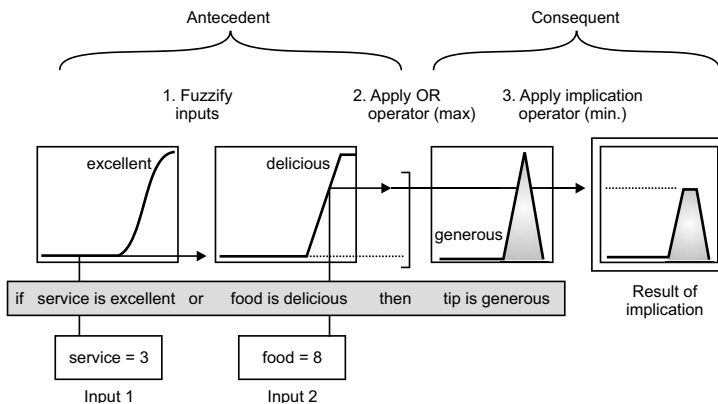 Antecedent
Consequent
1. Fuzzify
inputs
2. Apply OR
operator (max)
3. Apply implication
operator (min.)
excellent
delicious
generous
if service is excellent or food is delicious then tip is generous
Result of
implication
service = 3
food = 8
Input 1
Input 2